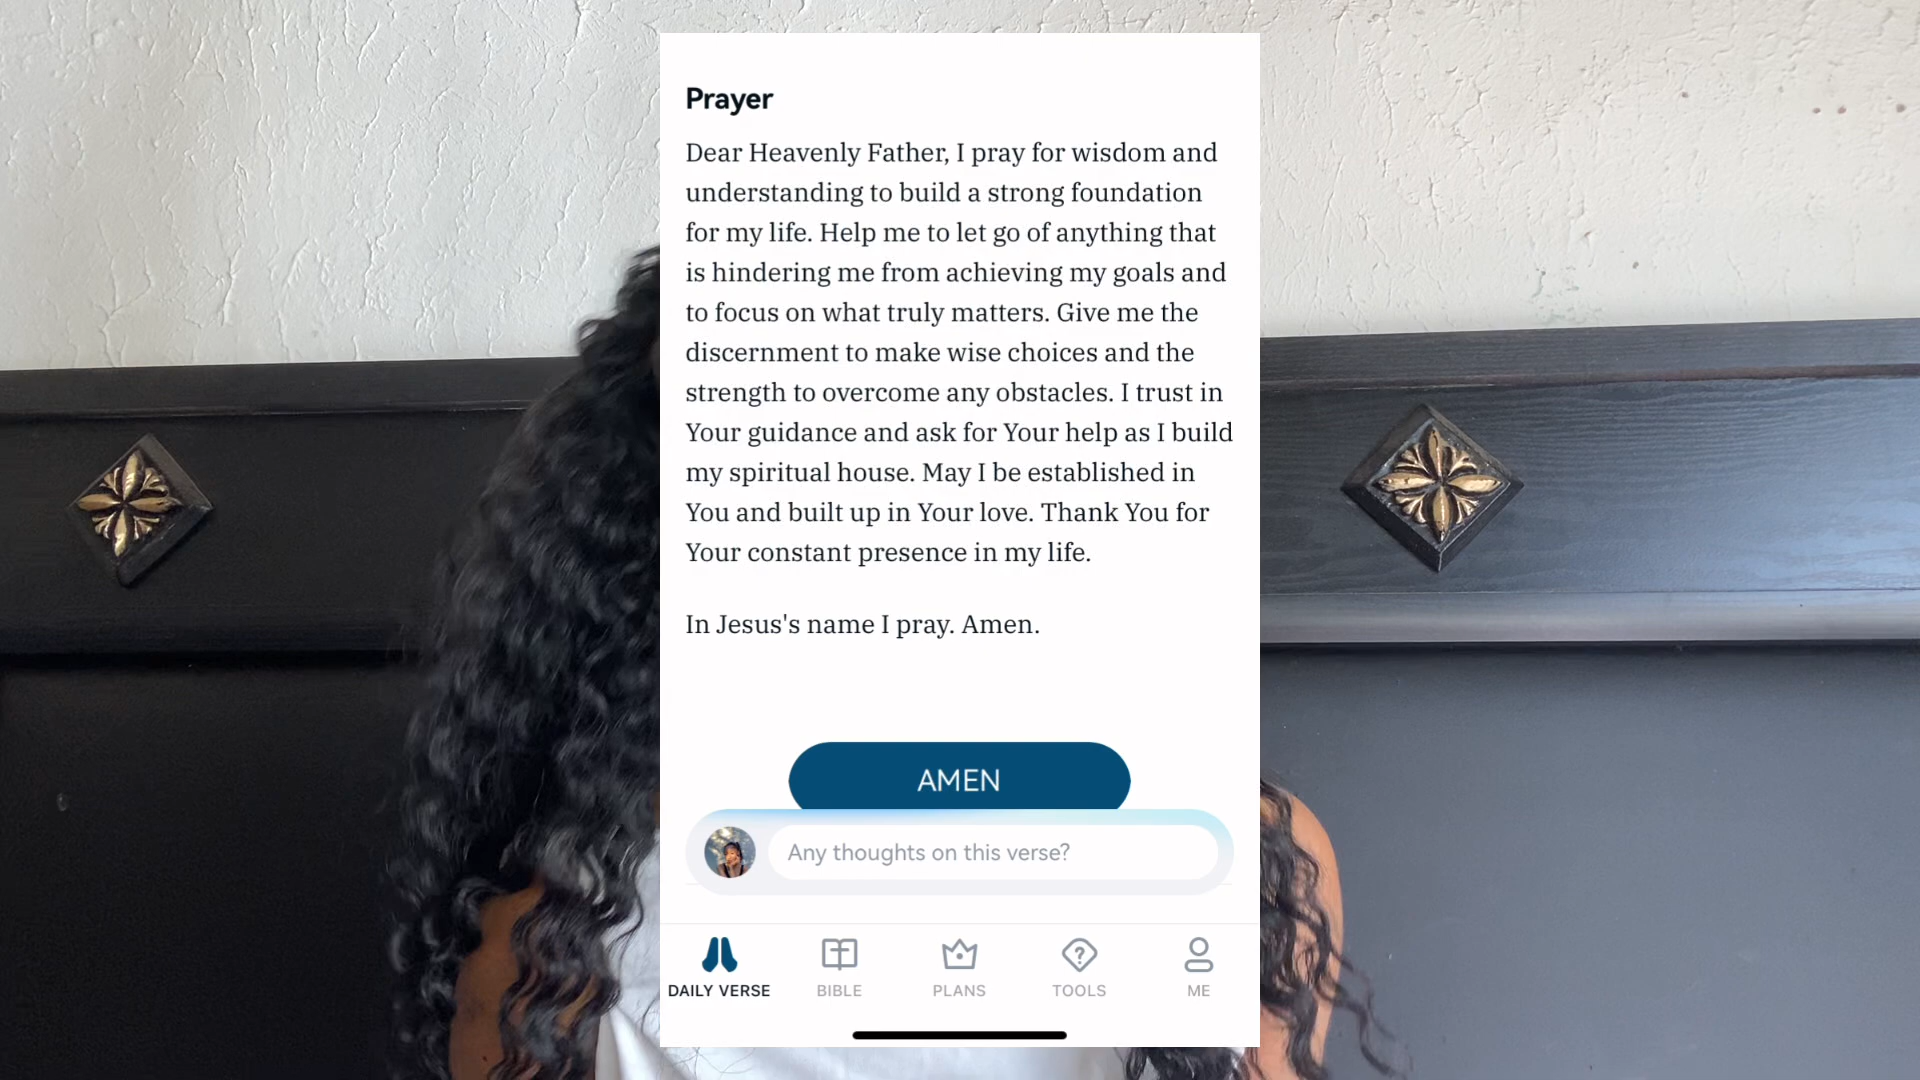 Prayer
Dear Heavenly Father, I pray for wisdom and
understanding to build a strong foundation
for my life. Help me to let go of anything that
is hindering me from achieving my goals and
to focus on what truly matters. Give me the
discernment to make wise choices and the
strength to overcome any obstacles. I trust in
Your guidance and ask for Your help as I build
my spiritual house. May I be established in
You and built up in Your love. Thank You for
Your constant presence in my life.
In Jesus's name I pray. Amen.
AMEN
Any thoughts on this verse?
DAILY VERSE
BIBLE
PLANS
TOOLS
ME